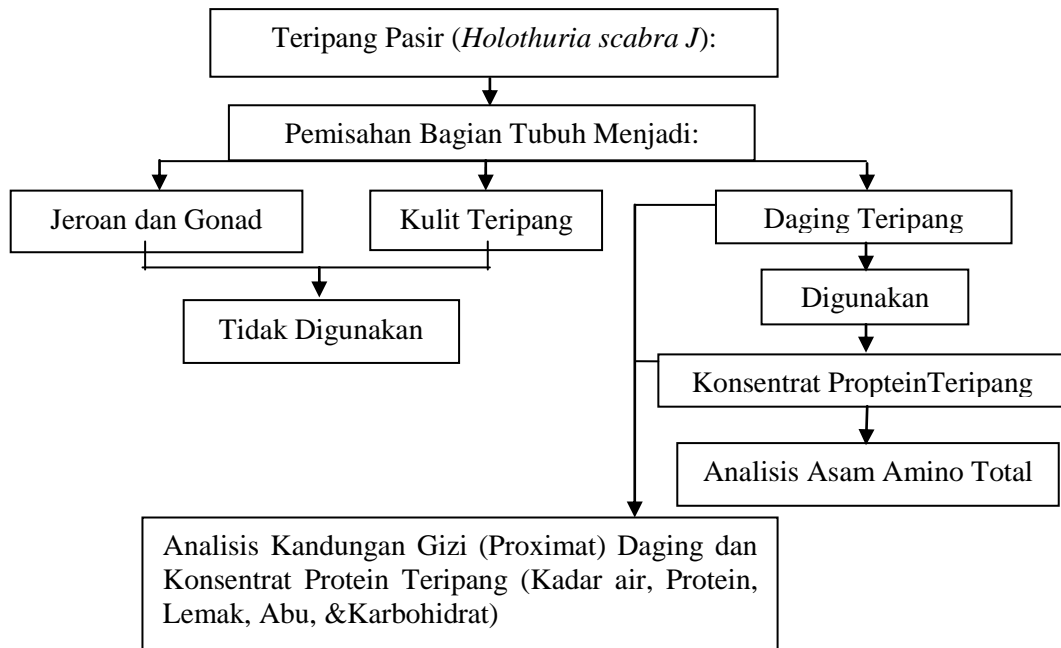 Teripang Pasir (Holothuria scabra J):
Pemisahan Bagian Tubuh Menjadi:
Jeroan dan Gonad
Kulit Teripang
Daging Teripang
Digunakan
Tidak Digunakan
Konsentrat PropteinTeripang
Analisis Asam Amino Total
Analisis Kandungan Gizi (Proximat) Daging dan
Konsentrat Protein Teripang (Kadar air, Protein,
Lemak, Abu, &Karbohidrat)